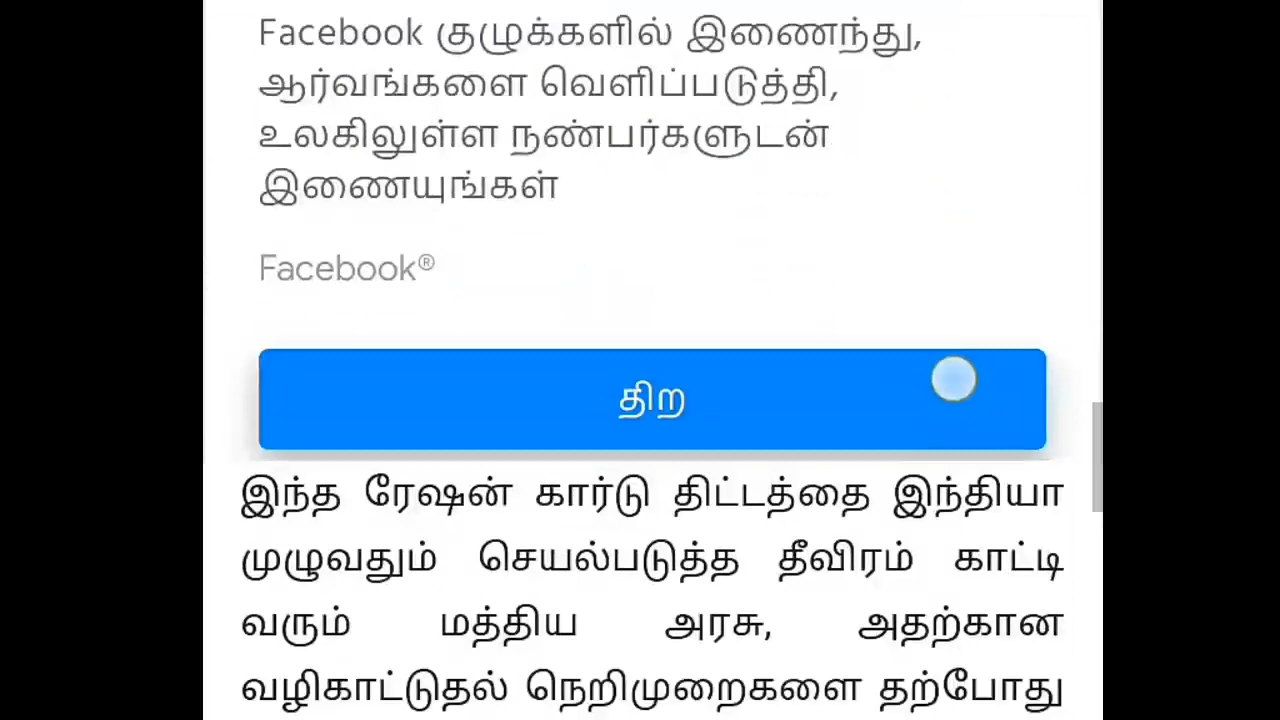 Facebook குழுக்களில் இணைந்து,
ஆர்வங்களை வெளிப்படுத்தி,
உலகிலுள்ள நண்பர்களுடன்
இணையுங்கள்
Facebook®
திற
இந்த ரேஷன் கார்டு திட்டத்தை இந்தியா
முழுவதும் செயல்படுத்த தீவிரம் காட்டி
வரும் மத்திய அரசு, அதற்கான
வழிகாட்டுதல் நெறிமுறைகளை தற்போது